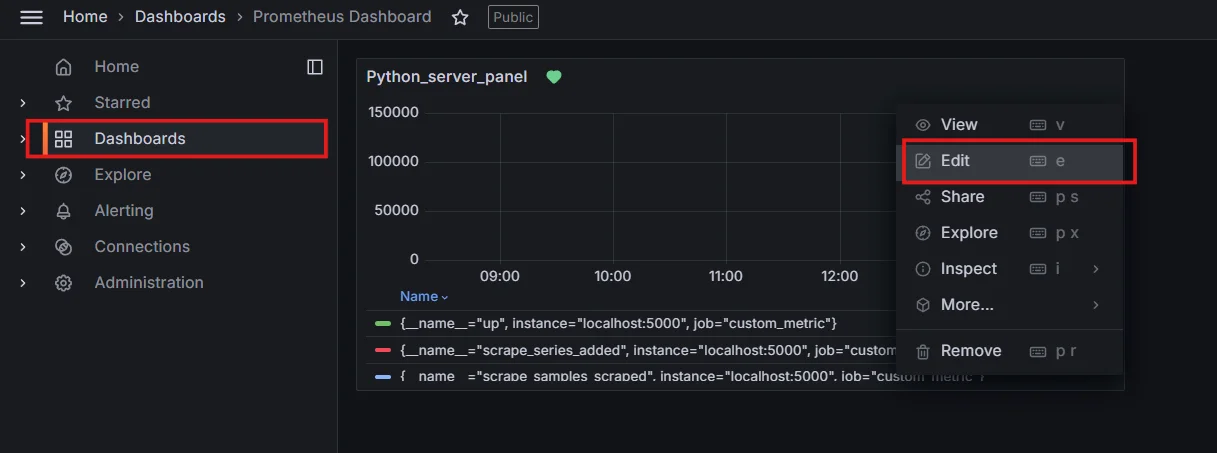 Home › Dashboards › Prometheus Dashboard Public
Home
Starred
Dashboards
Explore
Alerting
Connections
Administration
Python_server_panel
150000
100000
50000
0
09:00 10:00 11:00 12:00
Name
{__name__="up", instance="localhost:5000", job="custom_metric"}
{__name__="scrape_series_added", instance="localhost:5000", job="custom
{__name__="scrape_samples_scraped", instance="localhost:5000", job="custom_metric"}
View v
Edit e
Share p s
Explore p x
Inspect i
More...
Remove p r